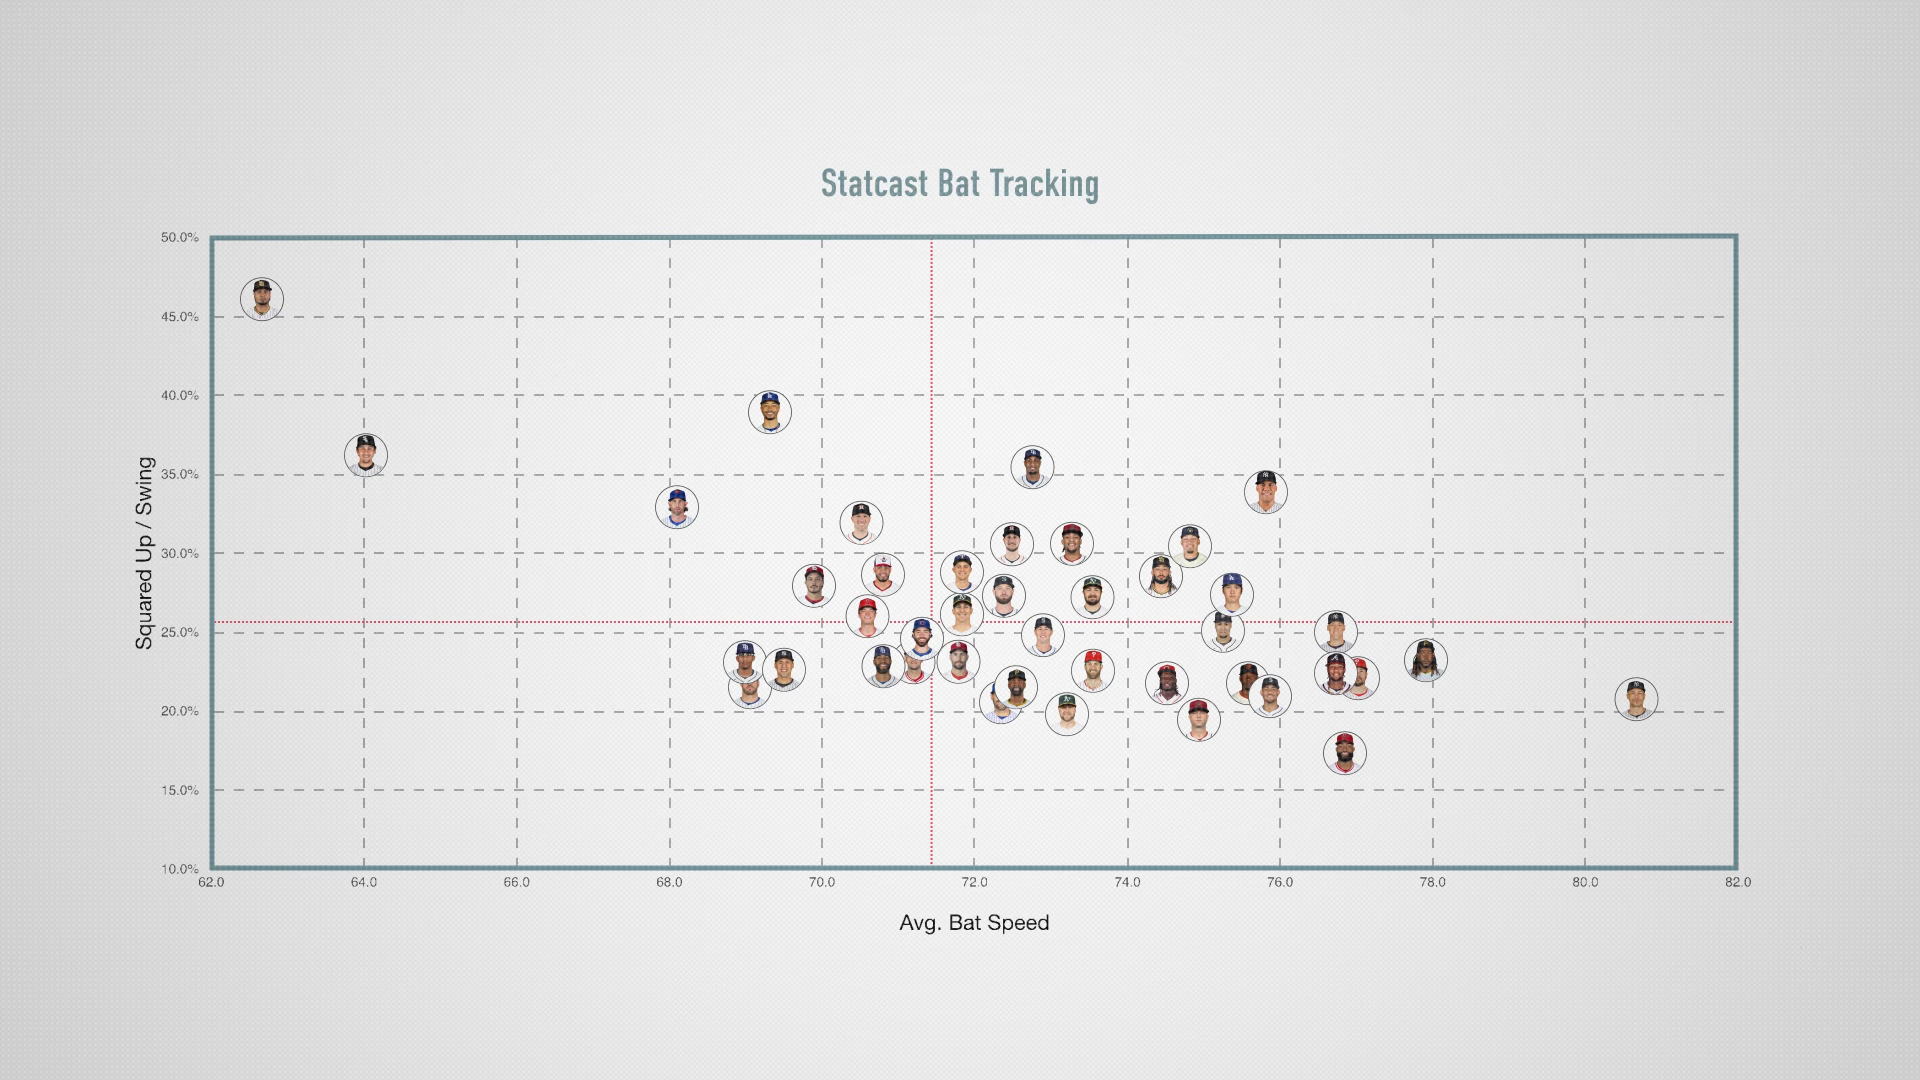 Statcast Bat Tracking
50.0%
45.0%
40.0%
35.0%
30.0%
25.0%
20.0%
15.0%
10.0%
Squared Up / Swing
62.0 64.0 66.0 68.0 70.0 72.0 74.0 76.0 78.0 80.0 82.0
Avg. Bat Speed